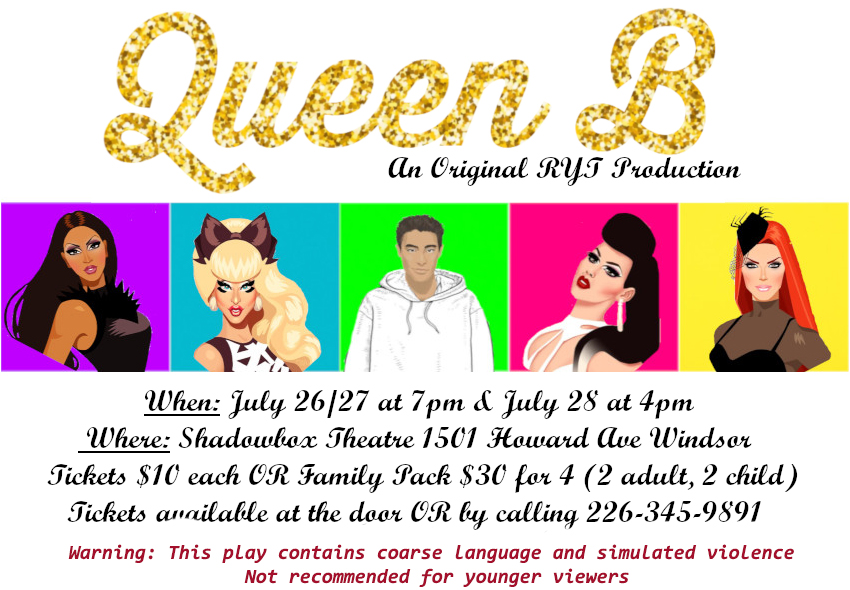 Queen B
An Original RYT Production
When: July 26/27 at 7pm & July 28 at 4pm
Where: Shadowbox Theatre 1501 Howard Ave Windsor
Tickets $10 each OR Family Pack $30 for 4 (2 adult, 2 child)
Tickets available at the door OR by calling 226-345-9891
Warning: This play contains coarse language and simulated violence
Not recommended for younger viewers